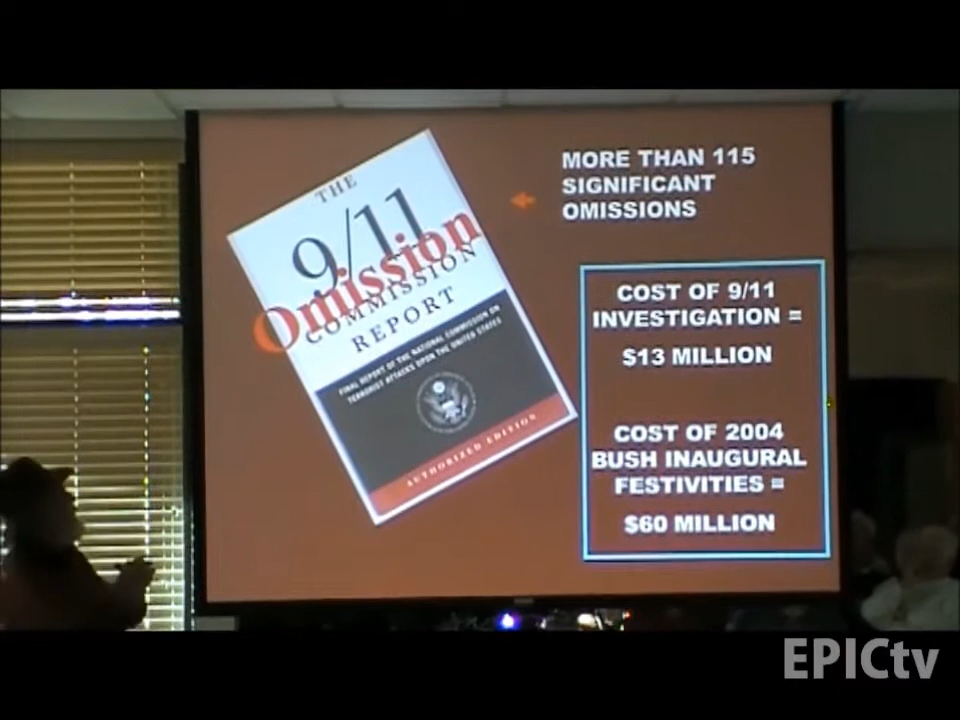 THE
9/11
Omission
COMMISSION
REPORT
FINAL REPORT OF THE NATIONAL COMMISSION ON
TERRORIST ATTACKS UPON THE UNITED STATES
AUTHORIZED EDITION
MORE THAN 115
SIGNIFICANT
OMISSIONS
COST OF 9/11
INVESTIGATION =
$13 MILLION
COST OF 2004
BUSH INAUGURAL
FESTIVITIES =
$60 MILLION
EPICtv